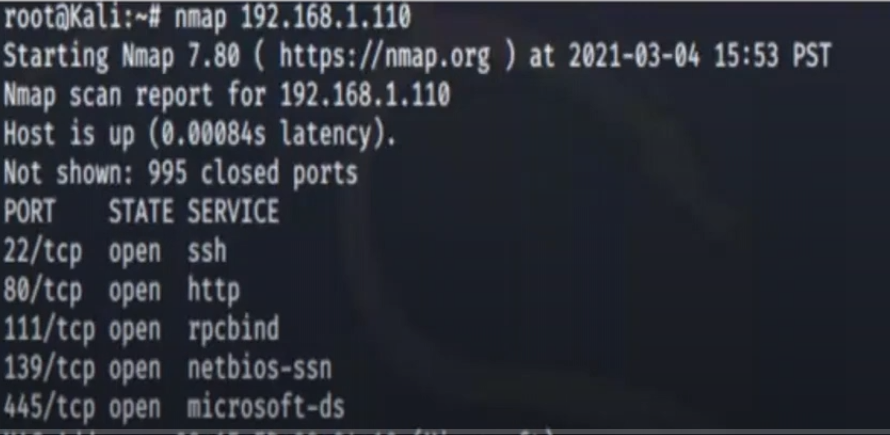 root@Kali:~# nmap 192.168.1.110
Starting Nmap 7.80 ( https://nmap.org ) at 2021-03-04 15:53 PST
Nmap scan report for 192.168.1.110
Host is up (0.00084s latency).
Not shown: 995 closed ports
PORT STATE SERVICE
22/tcp open ssh
80/tcp open http
111/tcp open rpcbind
139/tcp open netbios-ssn
445/tcp open microsoft-ds